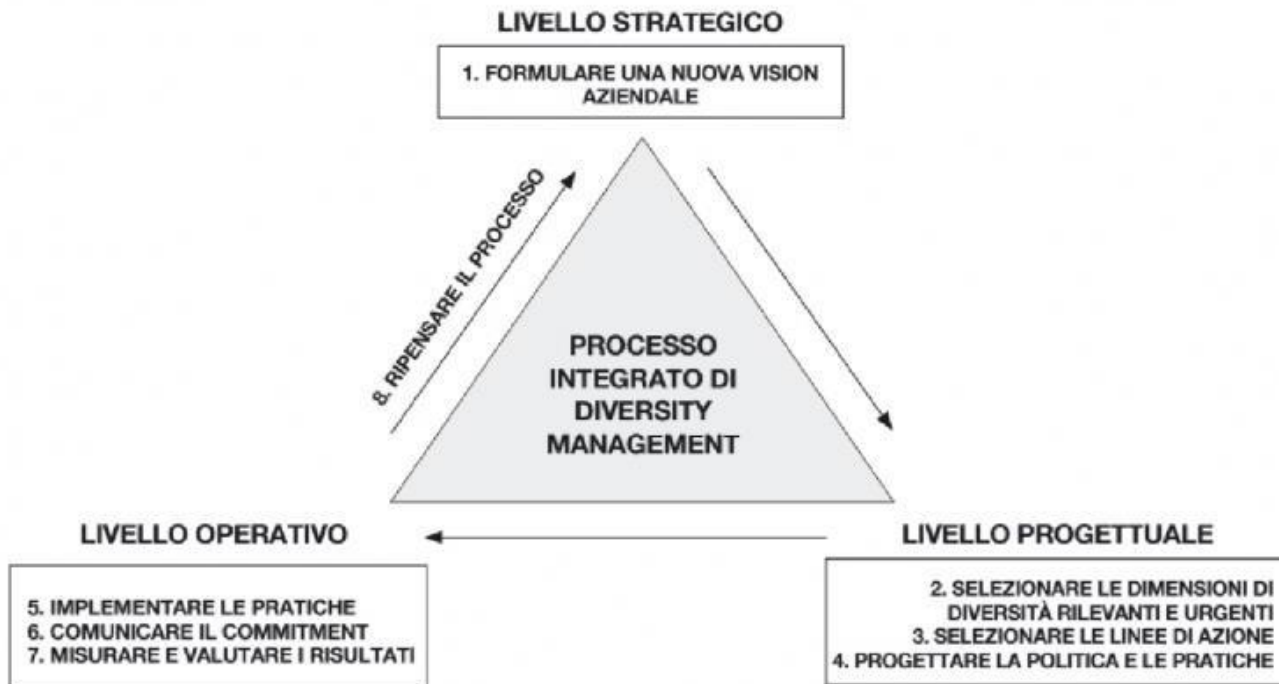 LIVELLO STRATEGICO
1. FORMULARE UNA NUOVA VISION
AZIENDALE
8. RIPENSARE IL PROCESSO
PROCESSO
INTEGRATO DI
DIVERSITY
MANAGEMENT
LIVELLO OPERATIVO
5. IMPLEMENTARE LE PRATICHE
6. COMUNICARE IL COMMITMENT
7. MISURARE E VALUTARE I RISULTATI
LIVELLO PROGETTUALE
2. SELEZIONARE LE DIMENSIONI DI
DIVERSITÀ RILEVANTI E URGENTI
3. SELEZIONARE LE LINEE DI AZIONE
4. PROGETTARE LA POLITICA E LE PRATICHE